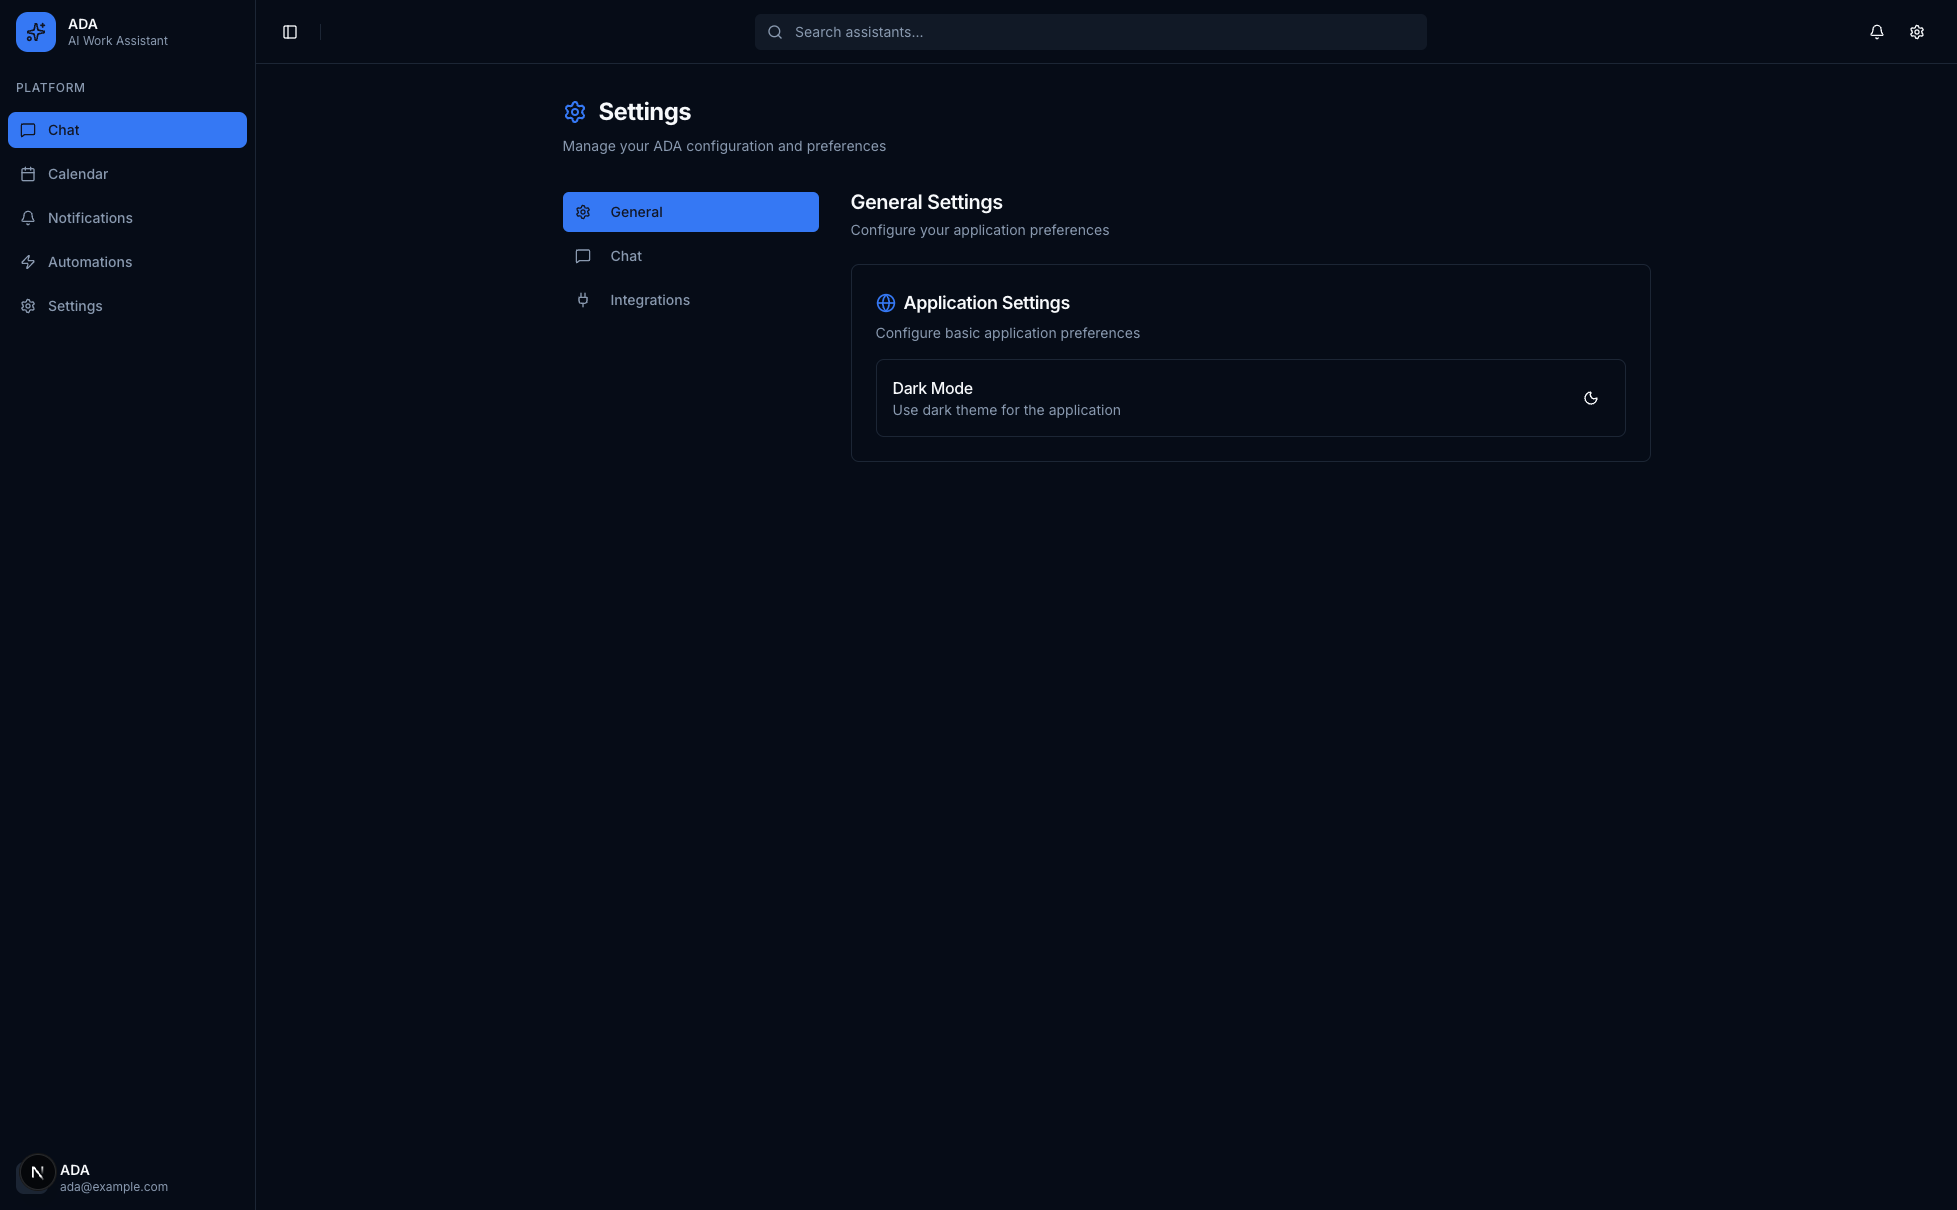 ADA
AI Work Assistant
PLATFORM
Chat
Calendar
Notifications
Automations
Settings
Search assistants...
Settings
Manage your ADA configuration and preferences
General
Chat
Integrations
General Settings
Configure your application preferences
Application Settings
Configure basic application preferences
Dark Mode
Use dark theme for the application
N
ADA
ada@example.com